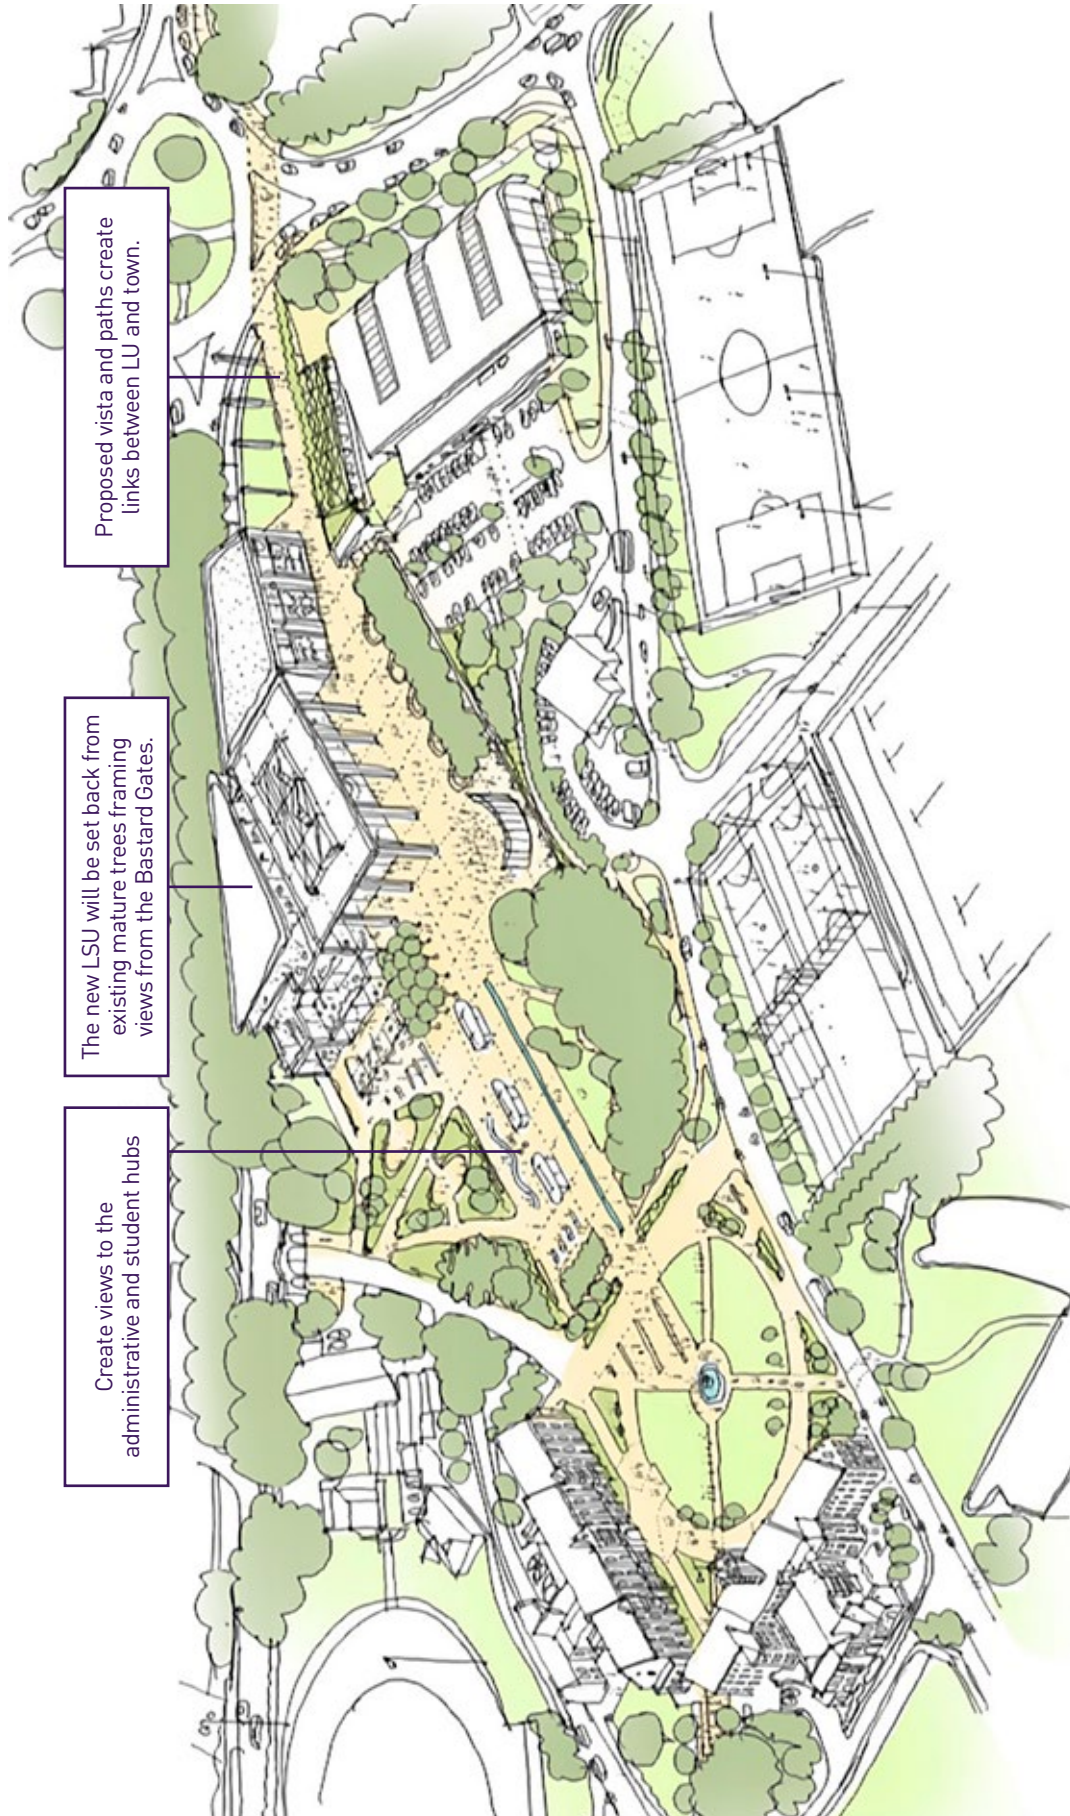 Create views to the
administrative and student hubs
The new LSU will be set back from
existing mature trees framing
views from the Bastard Gates.
Proposed vista and paths create
links between LU and town.